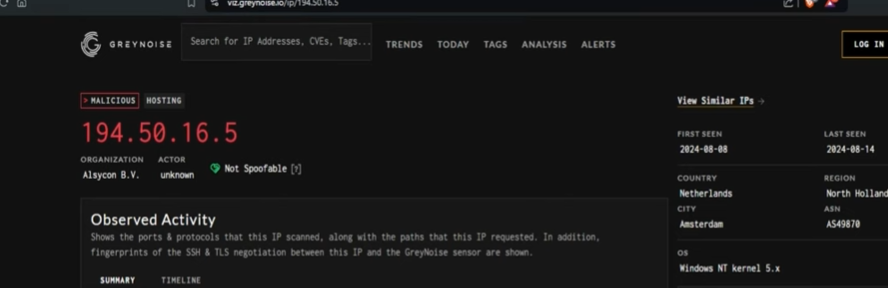 viz.greynoise.io/ip/194.50.16.5
GREYNOISE
Search for IP Addresses, CVEs, Tags...
TRENDS TODAY TAGS ANALYSIS ALERTS
LOG IN
> MALICIOUS HOSTING
194.50.16.5
ORGANIZATION ACTOR
Alsycon B.V. unknown
Not Spoofable [?]
Observed Activity
Shows the ports & protocols that this IP scanned, along with the paths that this IP requested. In addition,
fingerprints of the SSH & TLS negotiation between this IP and the GreyNoise sensor are shown.
SUMMARY TIMELINE
View Similar IPs →
FIRST SEEN LAST SEEN
2024-08-08 2024-08-14
COUNTRY REGION
Netherlands North Holland
CITY ASN
Amsterdam AS49870
OS
Windows NT kernel 5.x